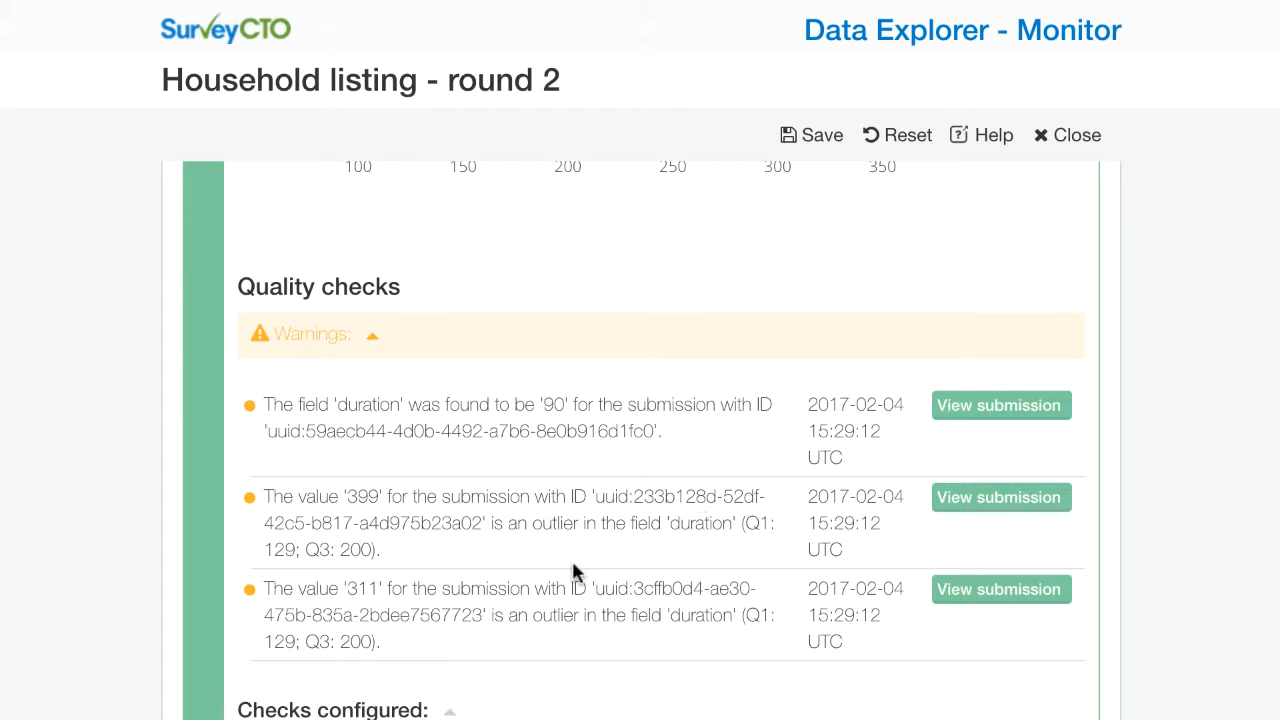 SurveyCTO
Data Explorer - Monitor
Household listing - round 2
Save Reset Help Close
100 150 200 250 300 350
Quality checks
Warnings:
The field 'duration' was found to be '90' for the submission with ID
'uuid:59aecb44-4d0b-4492-a7b6-8e0b916d1fc0'.
2017-02-04
15:29:12
UTC
View submission
The value '399' for the submission with ID 'uuid:233b128d-52df-
42c5-b817-a4d975b23a02' is an outlier in the field 'duration' (Q1:
129; Q3: 200).
2017-02-04
15:29:12
UTC
View submission
The value '311' for the submission with ID 'uuid:3cffb0d4-ae30-
475b-835a-2bdee7567723' is an outlier in the field 'duration' (Q1:
129; Q3: 200).
2017-02-04
15:29:12
UTC
View submission
Checks configured: